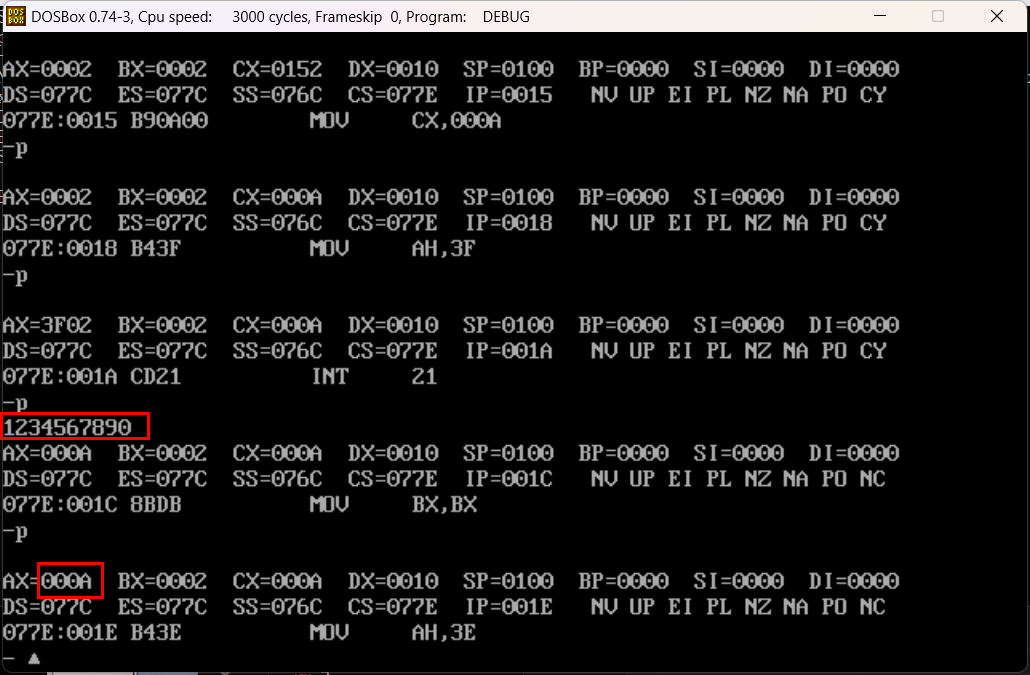 DOSBox 0.74-3, Cpu speed: 3000 cycles, Frameskip 0, Program: DEBUG
AX=0002 BX=0002 CX=0152 DX=0010 SP=0100 BP=0000 SI=0000 DI=0000
DS=077C ES=077C SS=076C CS=077E IP=0015 NV UP EI PL NZ NA PO CY
077E:0015 B90A00 MOV CX,000A
-p
AX=0002 BX=0002 CX=000A DX=0010 SP=0100 BP=0000 SI=0000 DI=0000
DS=077C ES=077C SS=076C CS=077E IP=0018 NV UP EI PL NZ NA PO CY
077E:0018 B43F MOV AH,3F
-p
AX=3F02 BX=0002 CX=000A DX=0010 SP=0100 BP=0000 SI=0000 DI=0000
DS=077C ES=077C SS=076C CS=077E IP=001A NV UP EI PL NZ NA PO CY
077E:001A CD21 INT 21
-p
1234567890
AX=000A BX=0002 CX=000A DX=0010 SP=0100 BP=0000 SI=0000 DI=0000
DS=077C ES=077C SS=076C CS=077E IP=001C NV UP EI PL NZ NA PO NC
077E:001C 8BDB MOV BX,BX
-p
AX=000A BX=0002 CX=000A DX=0010 SP=0100 BP=0000 SI=0000 DI=0000
DS=077C ES=077C SS=076C CS=077E IP=001E NV UP EI PL NZ NA PO NC
077E:001E B43E MOV AH,3E
-